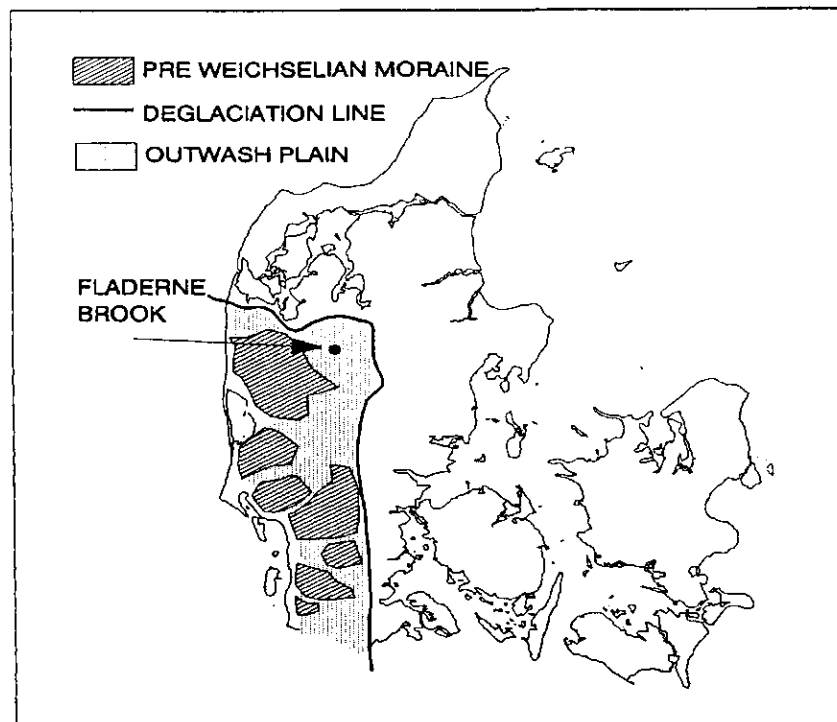 PRE WEICHSELIAN MORAINE
DEGLACIATION LINE
OUTWASH PLAIN
FLADERNE
BROOK